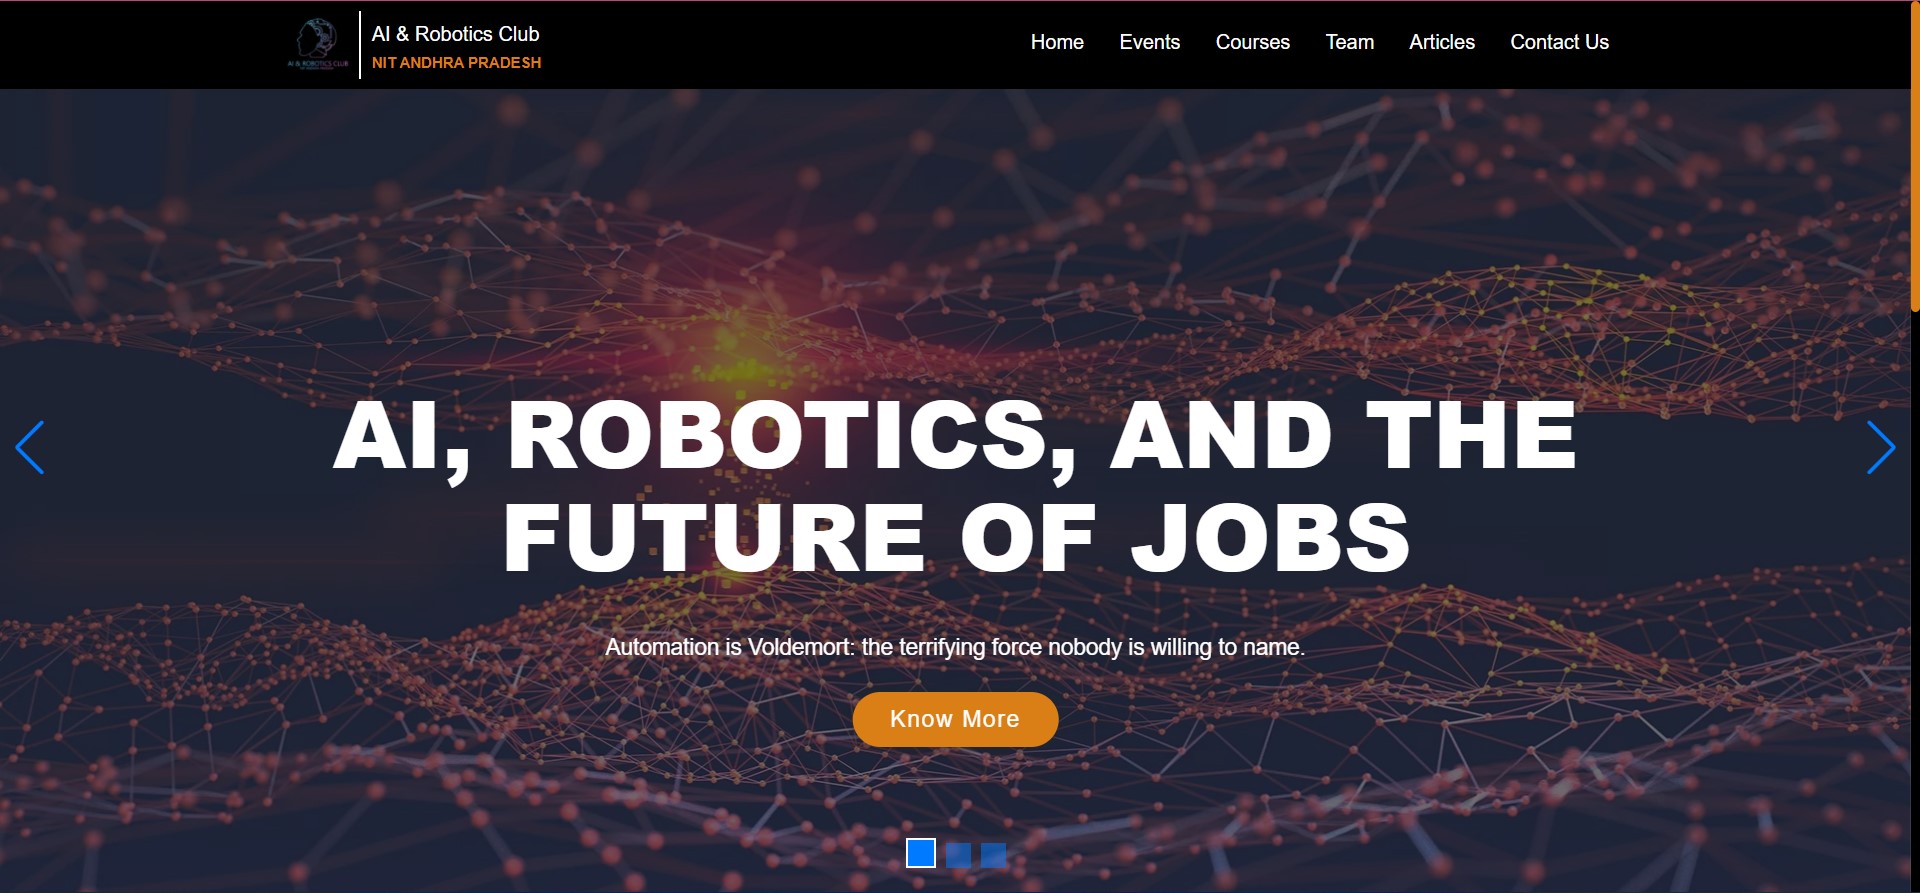 AI & ROBOTICS CLUB
AI & Robotics Club
NIT ANDHRA PRADESH
Home Events Courses Team Articles Contact Us
AI, ROBOTICS, AND THE
FUTURE OF JOBS
Automation is Voldemort: the terrifying force nobody is willing to name.
Know More